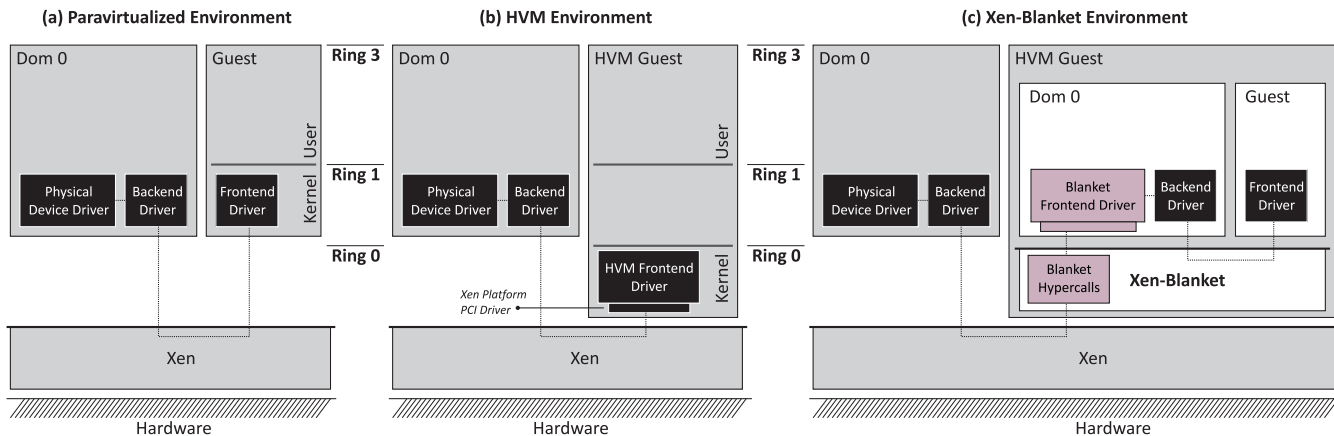 (a) Paravirtualized Environment
Dom 0
Guest
User
Kernel
Physical
Device Driver
Backend
Driver
Frontend
Driver
Xen
Hardware
Ring 3
Ring 1
Ring 0
(b) HVM Environment
Dom 0
HVM Guest
User
Kernel
Physical
Device Driver
Backend
Driver
HVM Frontend
Driver
Xen Platform
PCI Driver
Xen
Hardware
Ring 3
Ring 1
Ring 0
(c) Xen-Blanket Environment
Dom 0
HVM Guest
Dom 0
Guest
Physical
Device Driver
Backend
Driver
Blanket
Frontend Driver
Backend
Driver
Frontend
Driver
Blanket
Hypercalls
Xen-Blanket
Xen
Hardware